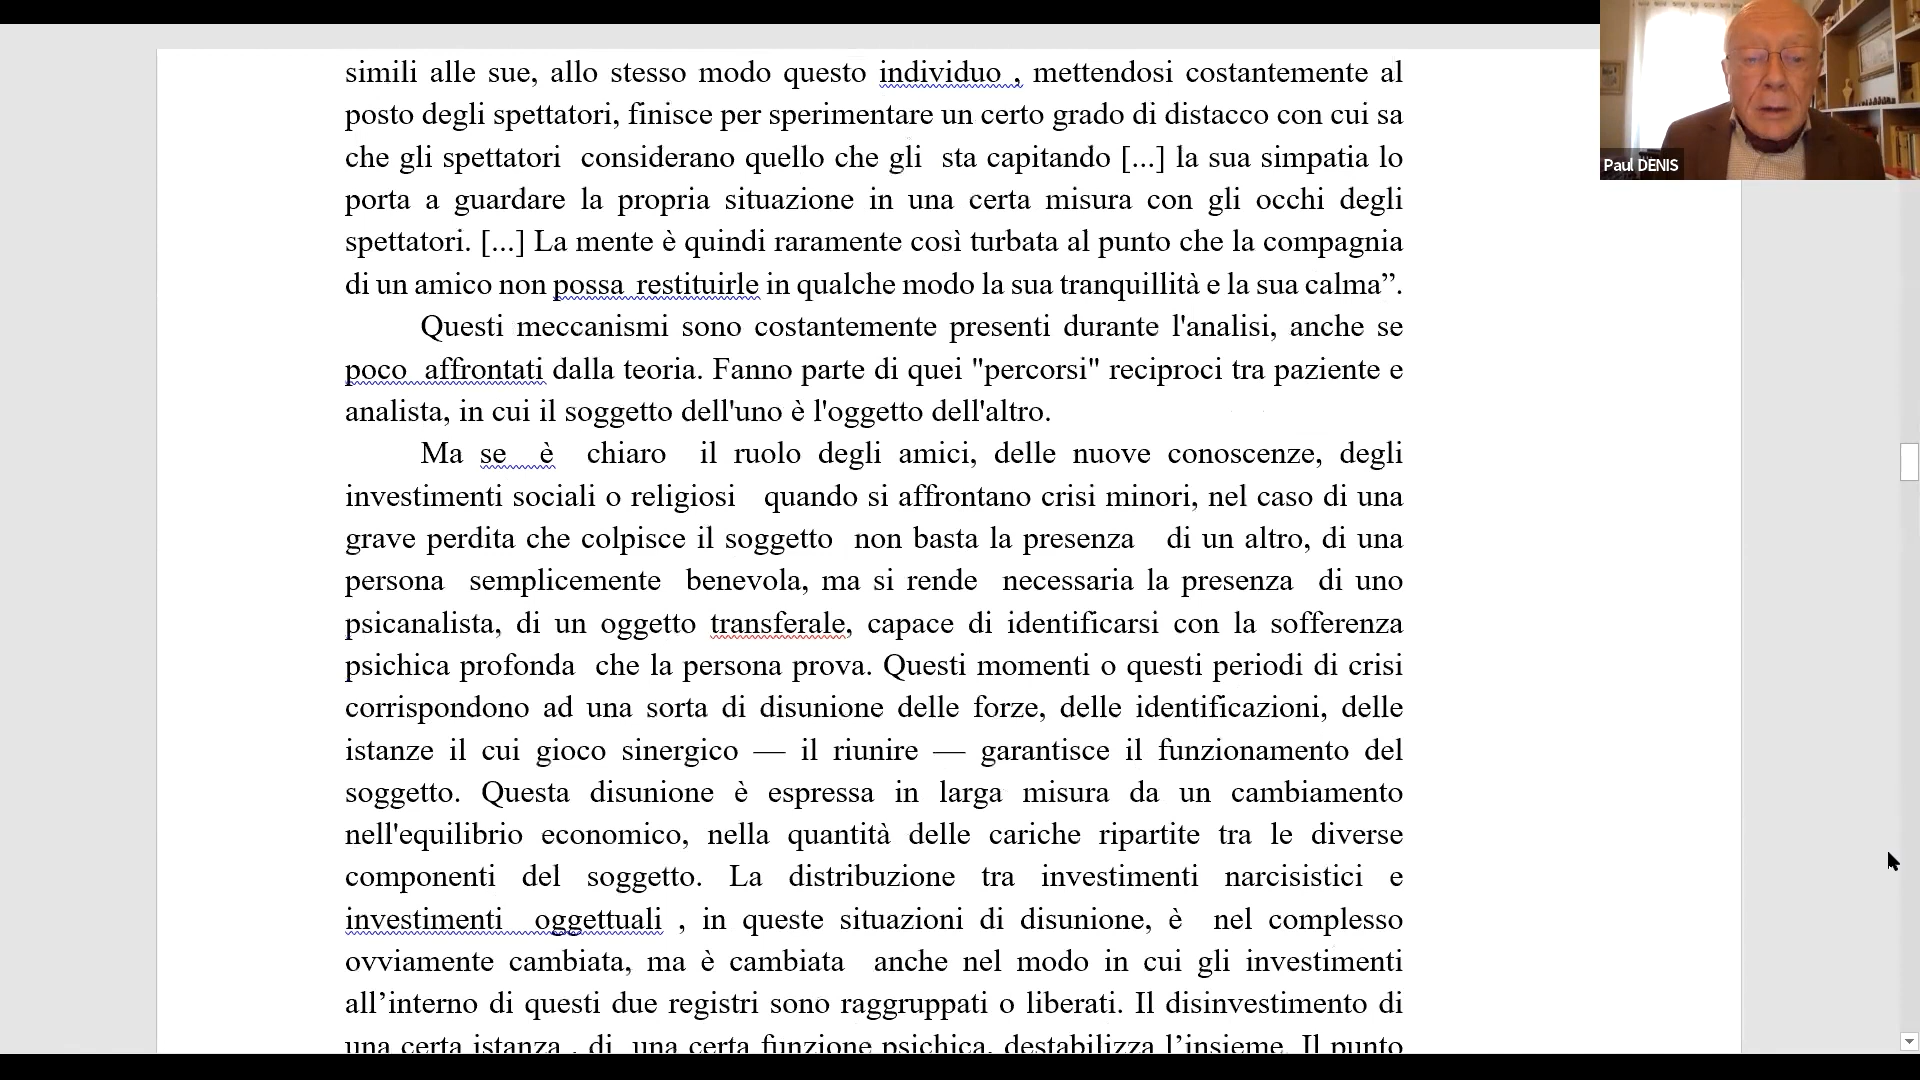 simili alle sue, allo stesso modo questo individuo , mettendosi costantemente al
posto degli spettatori, finisce per sperimentare un certo grado di distacco con cui sa
che gli spettatori considerano quello che gli sta capitando [...] la sua simpatia lo
porta a guardare la propria situazione in una certa misura con gli occhi degli
spettatori. [...] La mente è quindi raramente così turbata al punto che la compagnia
di un amico non possa restituirle in qualche modo la sua tranquillità e la sua calma”.
Questi meccanismi sono costantemente presenti durante l'analisi, anche se
poco affrontati dalla teoria. Fanno parte di quei "percorsi" reciproci tra paziente e
analista, in cui il soggetto dell'uno è l'oggetto dell'altro.
Ma se è chiaro il ruolo degli amici, delle nuove conoscenze, degli
investimenti sociali o religiosi quando si affrontano crisi minori, nel caso di una
grave perdita che colpisce il soggetto non basta la presenza di un altro, di una
persona semplicemente benevola, ma si rende necessaria la presenza di uno
psicanalista, di un oggetto transferale, capace di identificarsi con la sofferenza
psichica profonda che la persona prova. Questi momenti o questi periodi di crisi
corrispondono ad una sorta di disunione delle forze, delle identificazioni, delle
istanze il cui gioco sinergico — il riunire — garantisce il funzionamento del
soggetto. Questa disunione è espressa in larga misura da un cambiamento
nell'equilibrio economico, nella quantità delle cariche ripartite tra le diverse
componenti del soggetto. La distribuzione tra investimenti narcisistici e
investimenti oggettuali , in queste situazioni di disunione, è nel complesso
ovviamente cambiata, ma è cambiata anche nel modo in cui gli investimenti
all’interno di questi due registri sono raggruppati o liberati. Il disinvestimento di
una certa istanza , di una certa funzione psichica, destabilizza l’insieme. Il punto
Paul DENIS